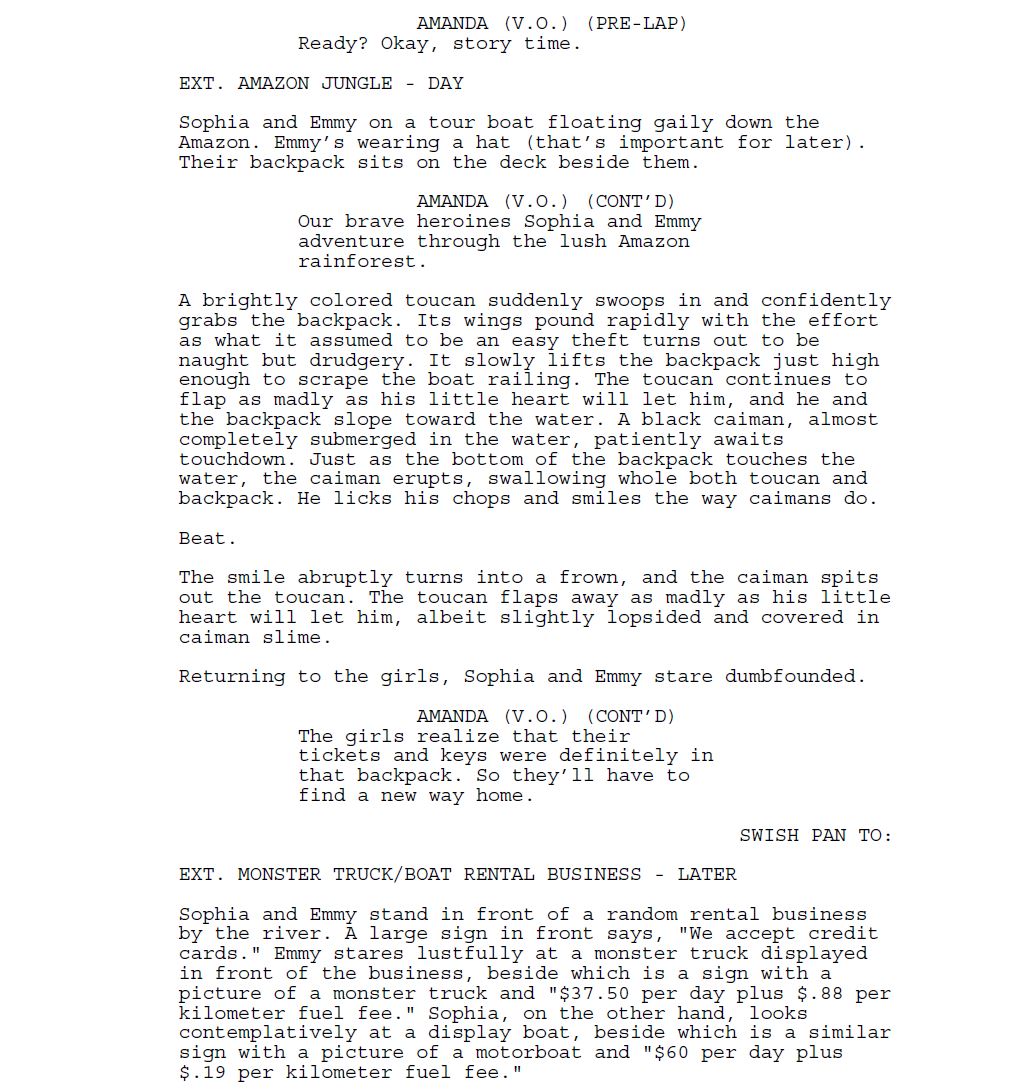 AMANDA (V.O.) (PRE-LAP)
Ready? Okay, story time.
EXT. AMAZON JUNGLE - DAY
Sophia and Emmy on a tour boat floating gaily down the
Amazon. Emmy's wearing a hat (that's important for later).
Their backpack sits on the deck beside them.
AMANDA (V.O.) (CONT'D)
Our brave heroines Sophia and Emmy
adventure through the lush Amazon
rainforest.
A brightly colored toucan suddenly swoops in and confidently
grabs the backpack. Its wings pound rapidly with the effort
as what it assumed to be an easy theft turns out to be
naught but drudgery. It slowly lifts the backpack just high
enough to scrape the boat railing. The toucan continues to
flap as madly as his little heart will let him, and he and
the backpack slope toward the water. A black caiman, almost
completely submerged in the water, patiently awaits
touchdown. Just as the bottom of the backpack touches the
water, the caiman erupts, swallowing whole both toucan and
backpack. He licks his chops and smiles the way caimans do.
Beat.
The smile abruptly turns into a frown, and the caiman spits
out the toucan. The toucan flaps away as madly as his little
heart will let him, albeit slightly lopsided and covered in
caiman slime.
Returning to the girls, Sophia and Emmy stare dumbfounded.
AMANDA (V.O.) (CONT'D)
The girls realize that their
tickets and keys were definitely in
that backpack. So they'll have to
find a new way home.
SWISH PAN TO:
EXT. MONSTER TRUCK/BOAT RENTAL BUSINESS - LATER
Sophia and Emmy stand in front of a random rental business
by the river. A large sign in front says, "We accept credit
cards." Emmy stares lustfully at a monster truck displayed
in front of the business, beside which is a sign with a
picture of a monster truck and "$37.50 per day plus $.88 per
kilometer fuel fee." Sophia, on the other hand, looks
contemplatively at a display boat, beside which is a similar
sign with a picture of a motorboat and "$60 per day plus
$.19 per kilometer fuel fee."